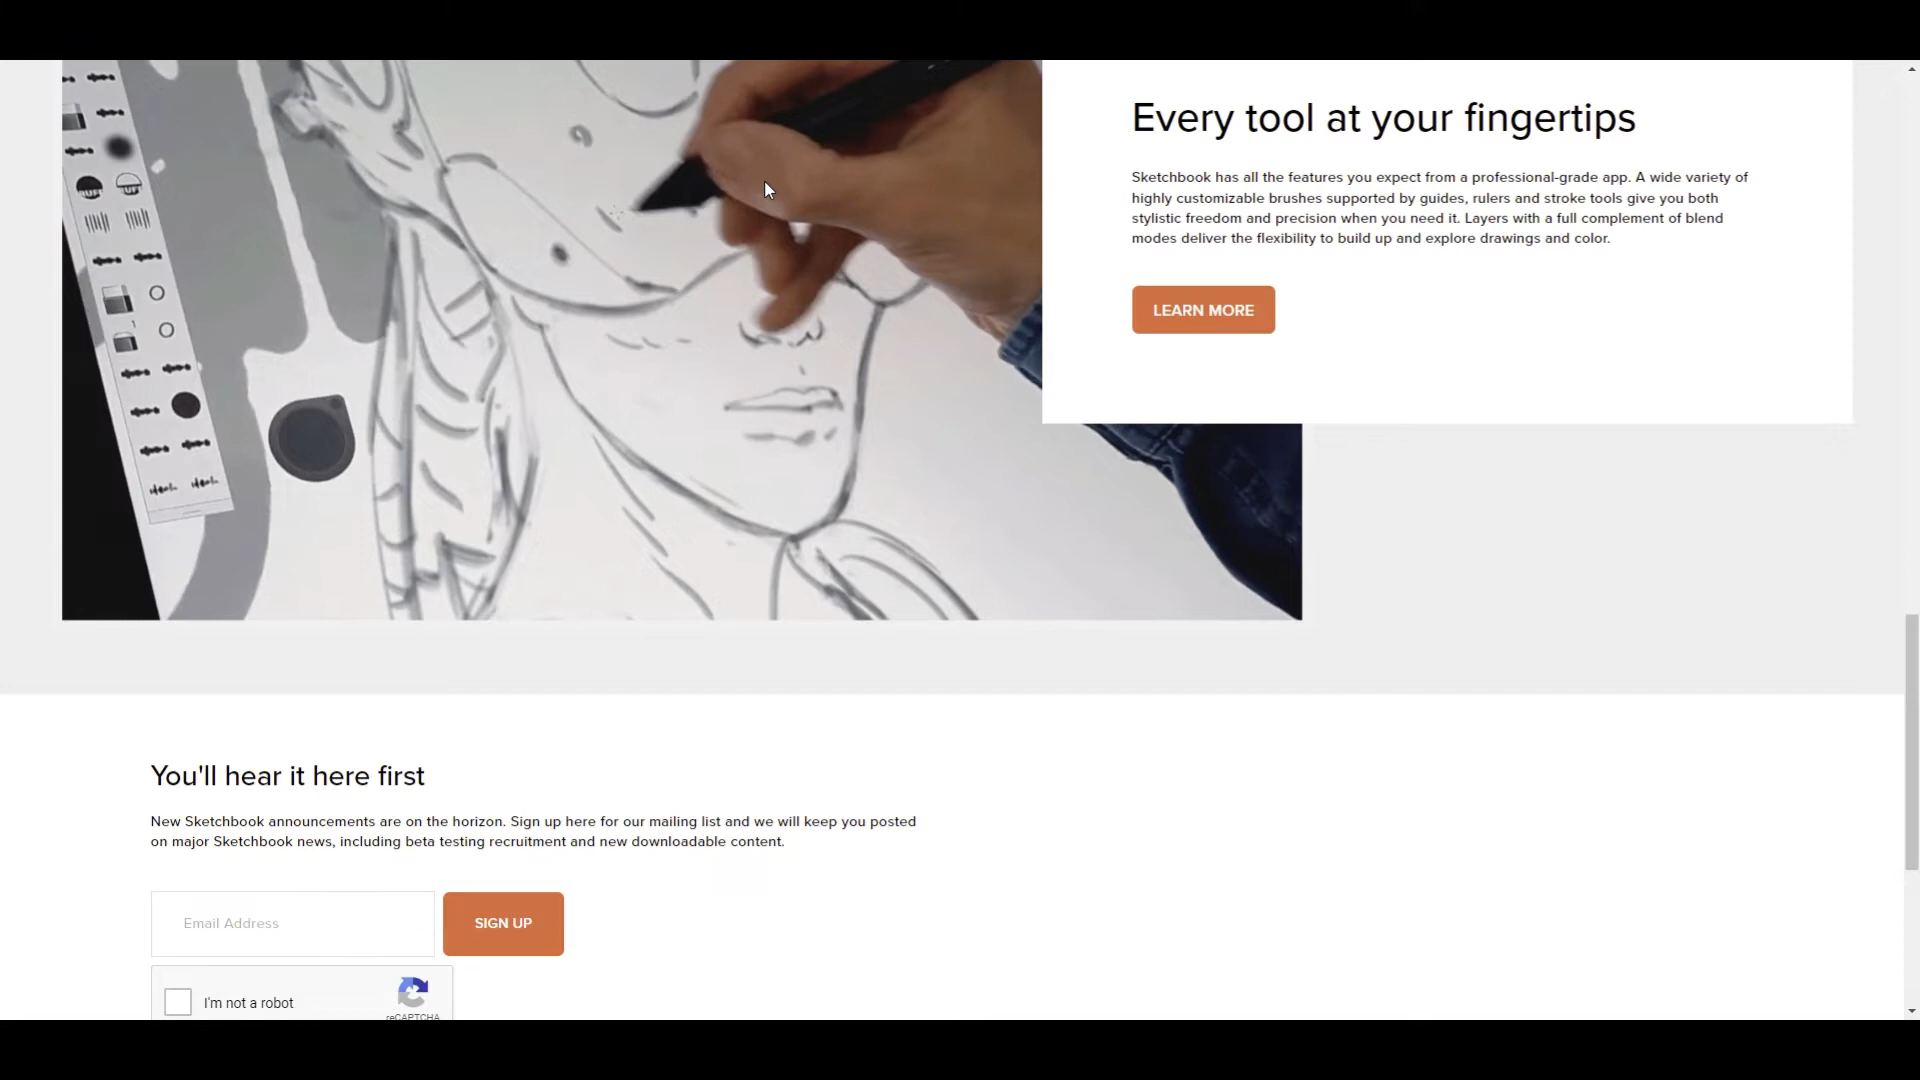 Every tool at your fingertips
Sketchbook has all the features you expect from a professional-grade app. A wide variety of
highly customizable brushes supported by guides, rulers and stroke tools give you both
stylistic freedom and precision when you need it. Layers with a full complement of blend
modes deliver the flexibility to build up and explore drawings and color.
LEARN MORE
You'll hear it here first
New Sketchbook announcements are on the horizon. Sign up here for our mailing list and we will keep you posted
on major Sketchbook news, including beta testing recruitment and new downloadable content.
Email Address
SIGN UP
I'm not a robot
reCAPTCHA